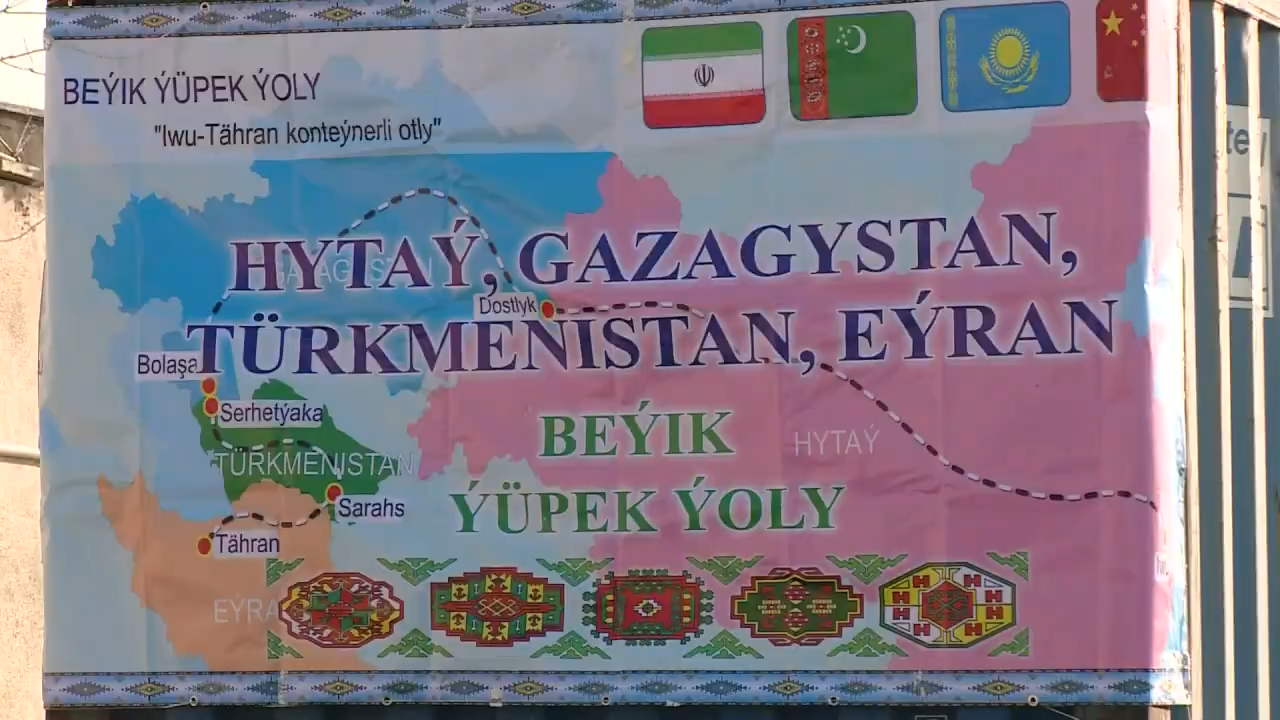 BEÝIK ÝÜPEK ÝOLY
"Iwu-Tähran konteýnerli otly"
HYTAÝ, GAZAGYSTAN,
Dostlyk
TÜRKMENISTAN, EÝRAN
Bolaşa
Serhetýaka
BEÝIK
HYTAÝ
TÜRKMENISTAN
ÝÜPEK ÝOLY
Sarahs
Tähran